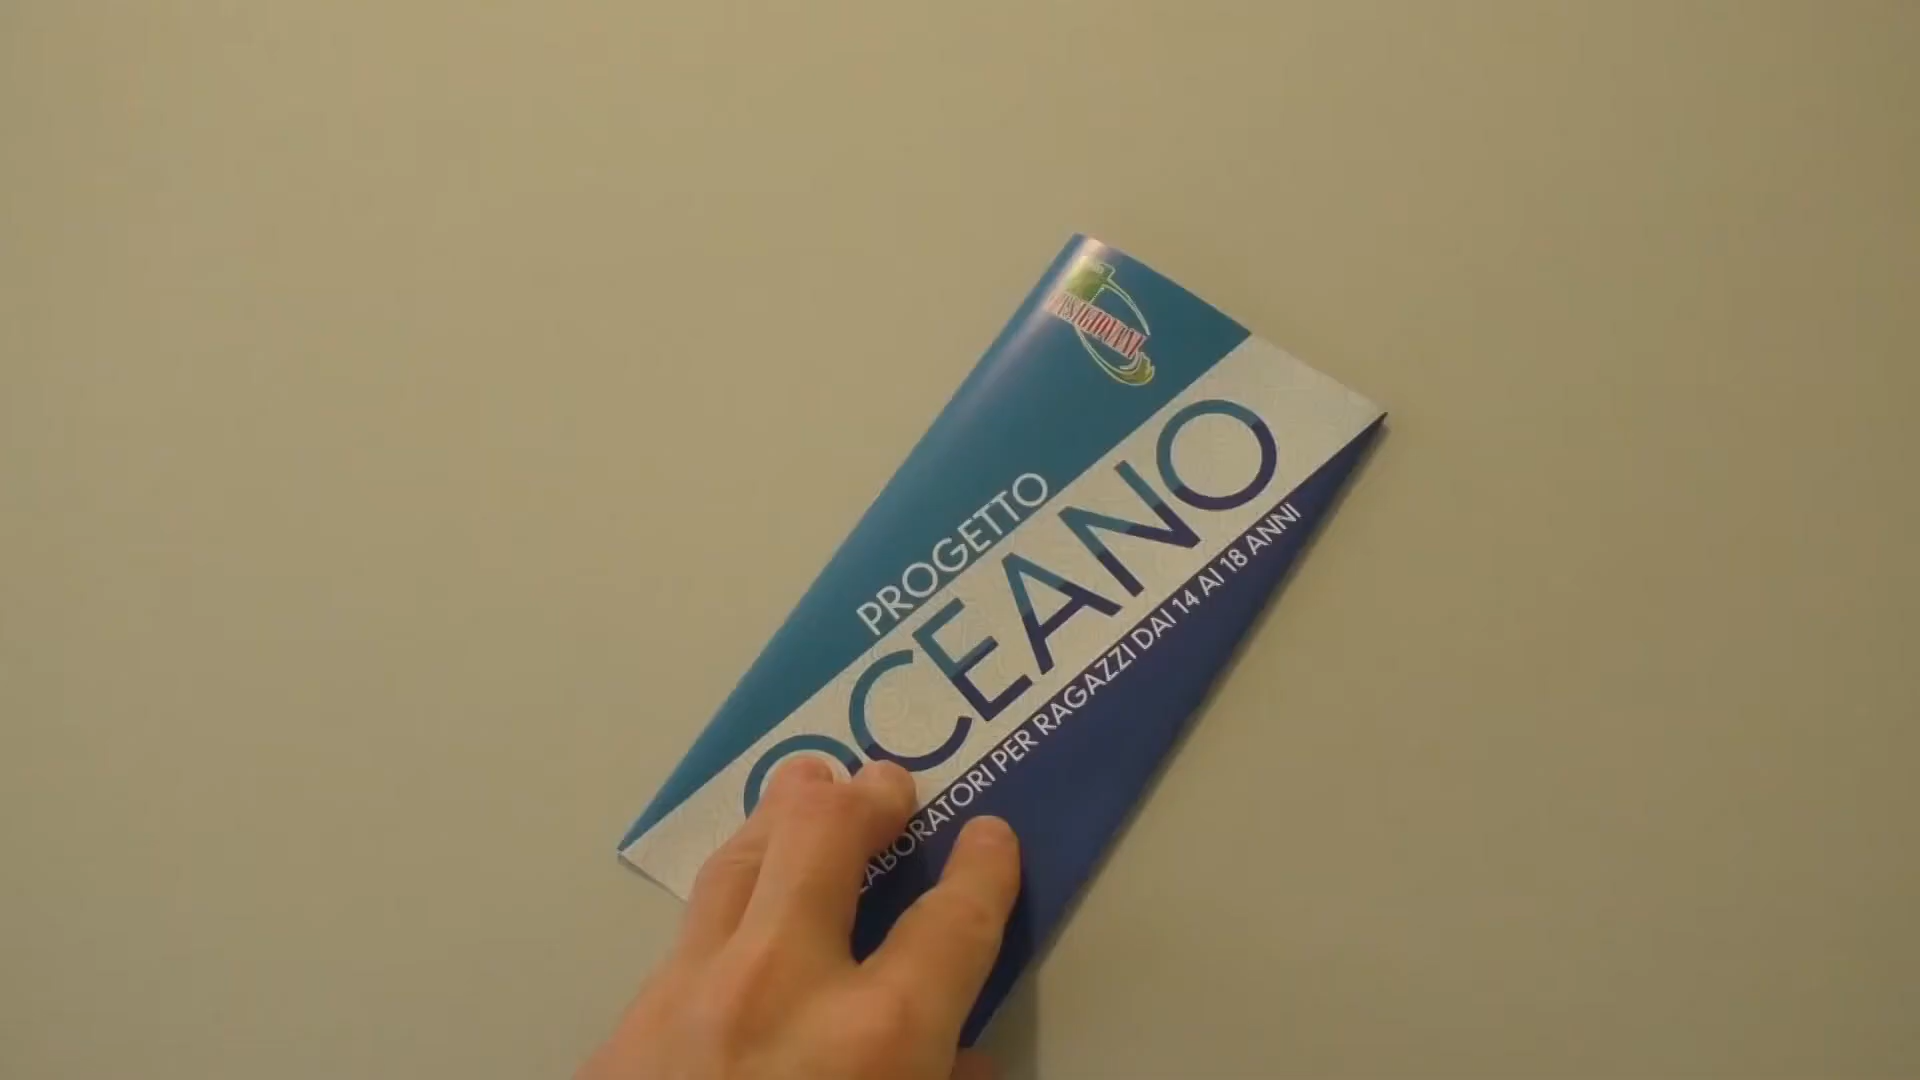 PROGETTO
OCEANO
LABORATORI PER RAGAZZI DAI 14 AI 18 ANNI